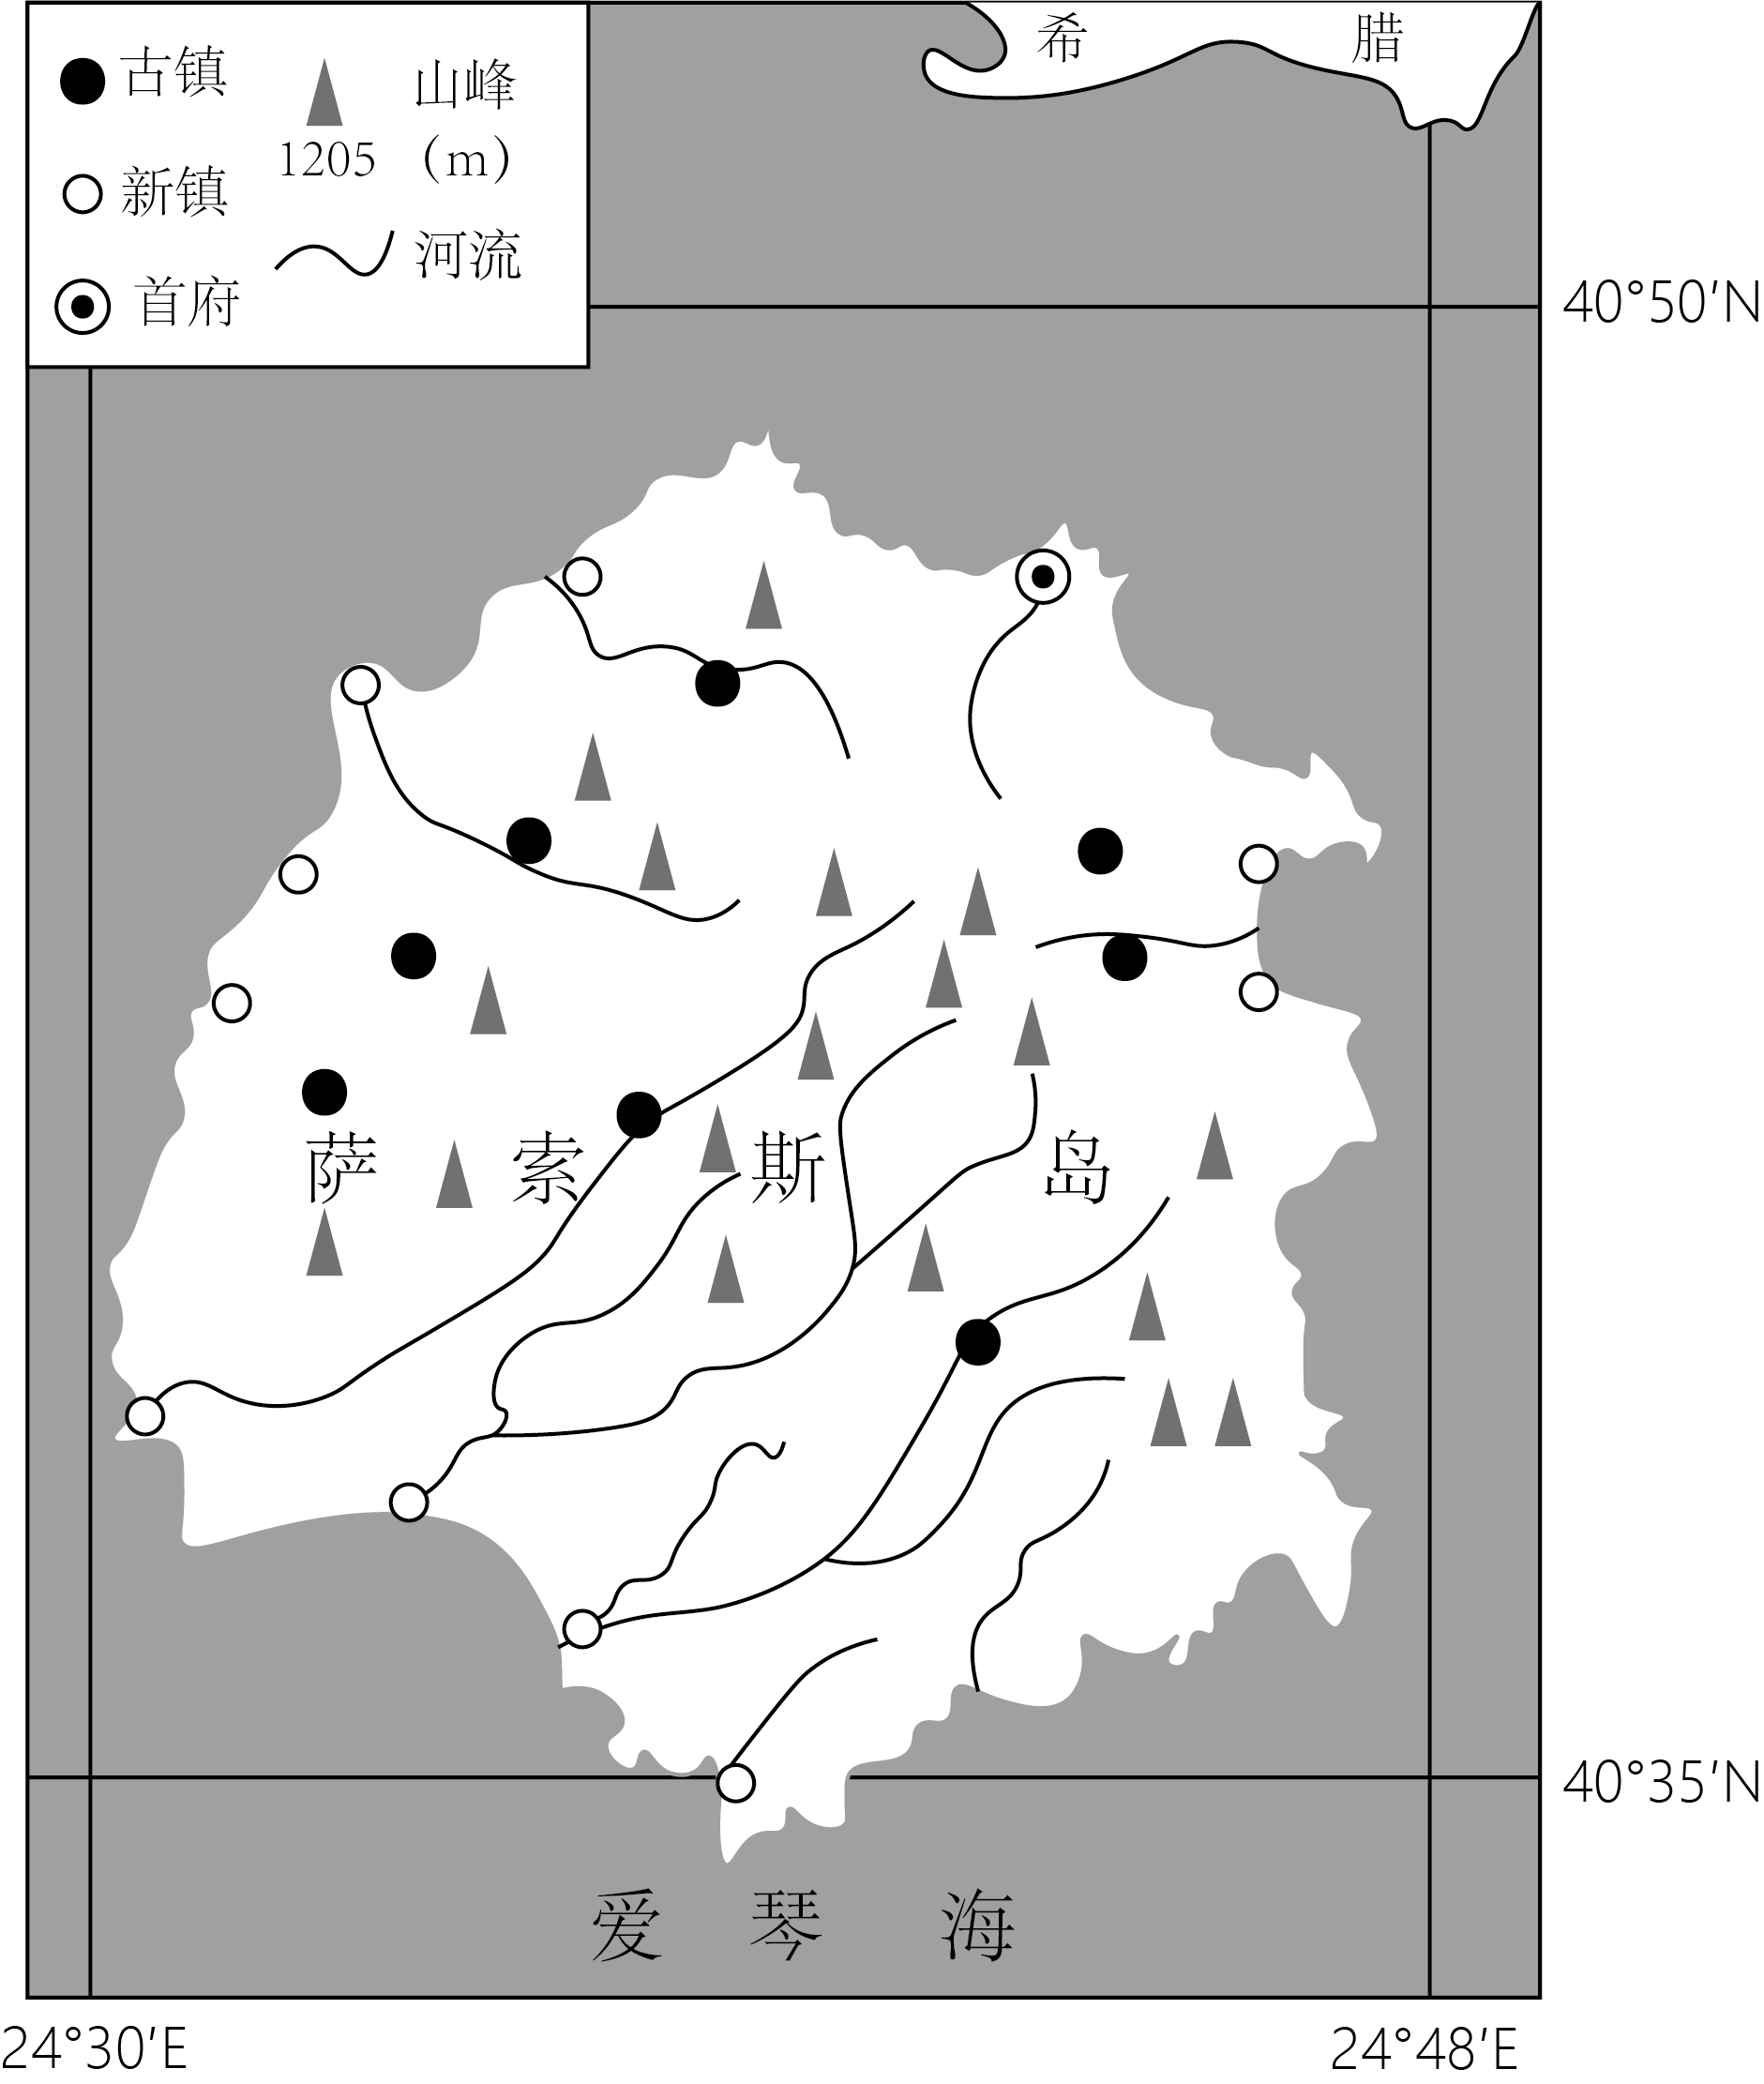 古镇
山峰
1205 (m)
新镇
河流
首府
希 腊
40°50′N
萨 索 斯 岛
40°35′N
爱 琴 海
24°30′E 24°48′E